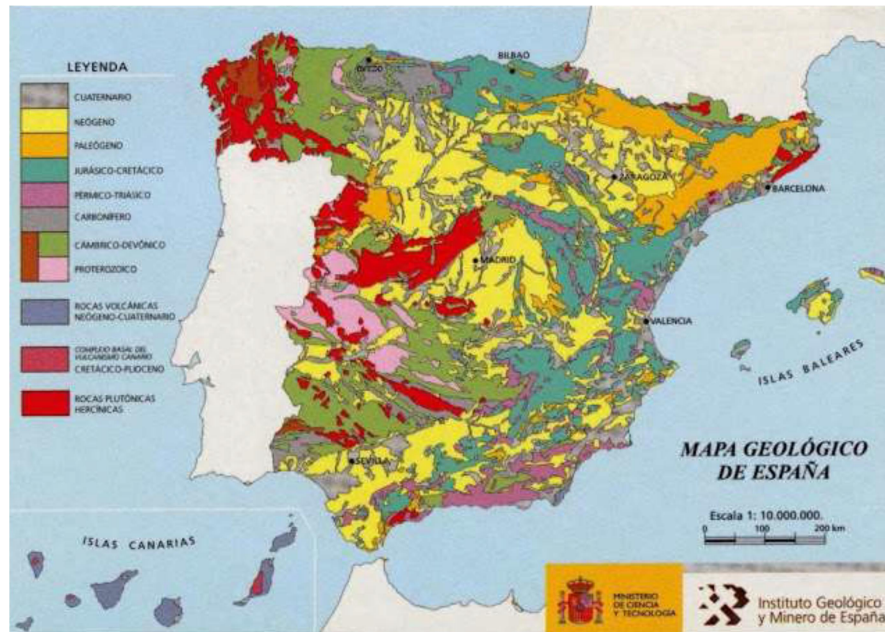 LEYENDA
CUATERNARIO
NEÓGENO
PALEÓGENO
JURÁSICO-CRETÁCICO
PÉRMICO-TRIÁSICO
CARBONÍFERO
CÁMBRICO-DEVÓNICO
PROTEROZOICO
ROCAS VOLCÁNICAS
NEÓGENO-CUATERNARIO
COMPLEXO BASAL DEL
VULCANISMO CANARIO
CRETÁCICO-PLIOCENO
ROCAS PLUTÓNICAS
HERCÍNICAS
OVIEDO
BILBAO
ZARAGOZA
BARCELONA
MADRID
VALENCIA
SEVILLA
ISLAS BALEARES
ISLAS CANARIAS
MAPA GEOLÓGICO
DE ESPAÑA
Escala 1: 10.000.000.
0 100 200 km
MINISTERIO
DE CIENCIA
Y TECNOLOGÍA
Instituto Geológico
y Minero de España